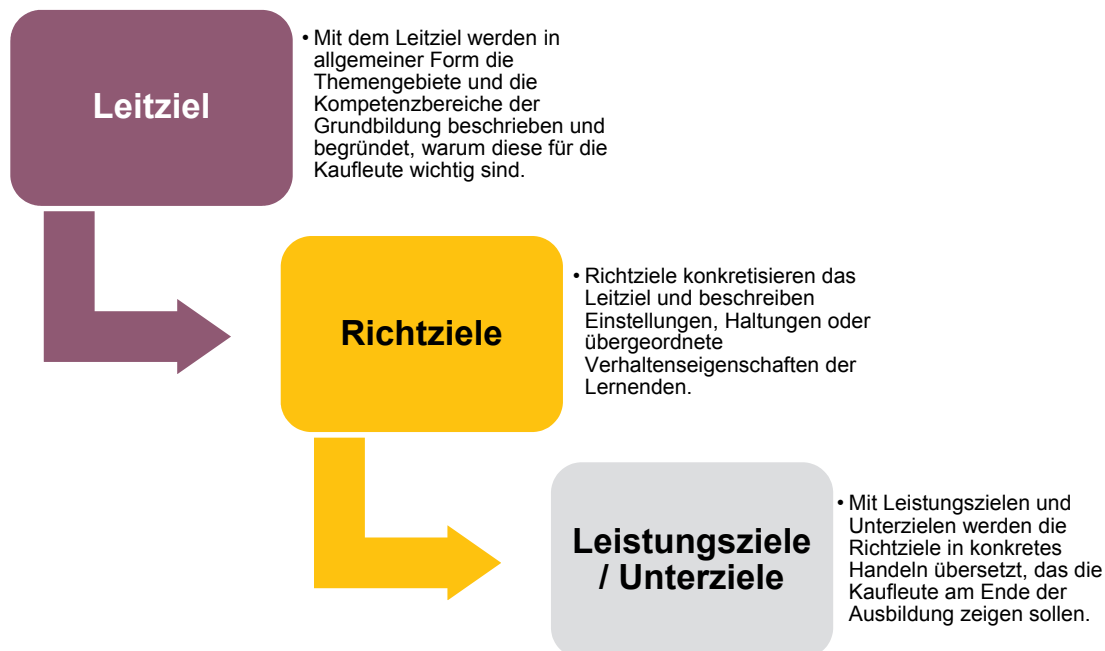 Leitziel
• Mit dem Leitziel werden in
allgemeiner Form die
Themengebiete und die
Kompetenzbereiche der
Grundbildung beschrieben und
begründet, warum diese für die
Kaufleute wichtig sind.
Richtziele
• Richtziele konkretisieren das
Leitziel und beschreiben
Einstellungen, Haltungen oder
übergeordnete
Verhaltenseigenschaften der
Lernenden.
Leistungsziele
/ Unterziele
• Mit Leistungszielen und
Unterzielen werden die
Richtziele in konkretes
Handeln übersetzt, das die
Kaufleute am Ende der
Ausbildung zeigen sollen.